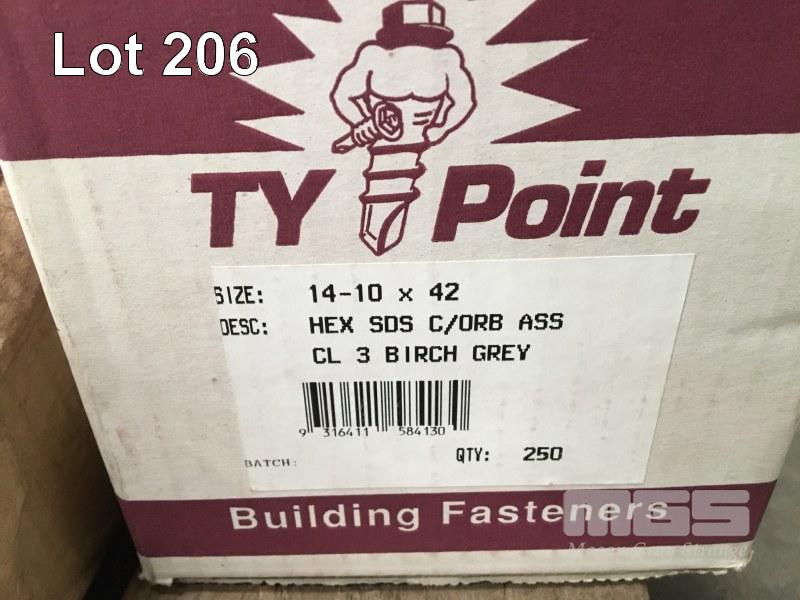 Lot 206
TY Point
SIZE: 14-10 x 42
DESC: HEX SDS C/ORB ASS
CL 3 BIRCH GREY
9 316411 584130
BATCH: QTY: 250
Building Fasteners
MGS